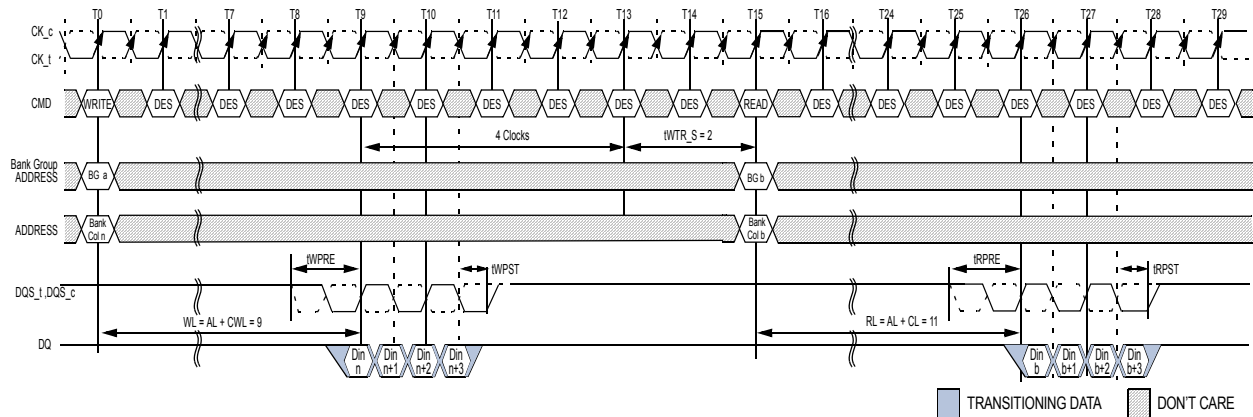 T0 T1 T7 T8 T9 T10 T11 T12 T13 T14 T15 T16 T24 T25 T26 T27 T28 T29
CK_c
CK_t
CMD WRITE DES DES DES DES DES DES DES DES DES READ DES DES DES DES DES DES DES
4 Clocks tWTR_S = 2
Bank Group
ADDRESS BG a BG b
ADDRESS Bank Col n Bank Col b
tWPRE tWPST tRPRE tRPST
DQS_t ,DQS_c
WL = AL + CWL = 9 RL = AL + CL = 11
DQ Din n Din n+1 Din n+2 Din n+3 Din b Din b+1 Din b+2 Din b+3
TRANSITIONING DATA DON'T CARE